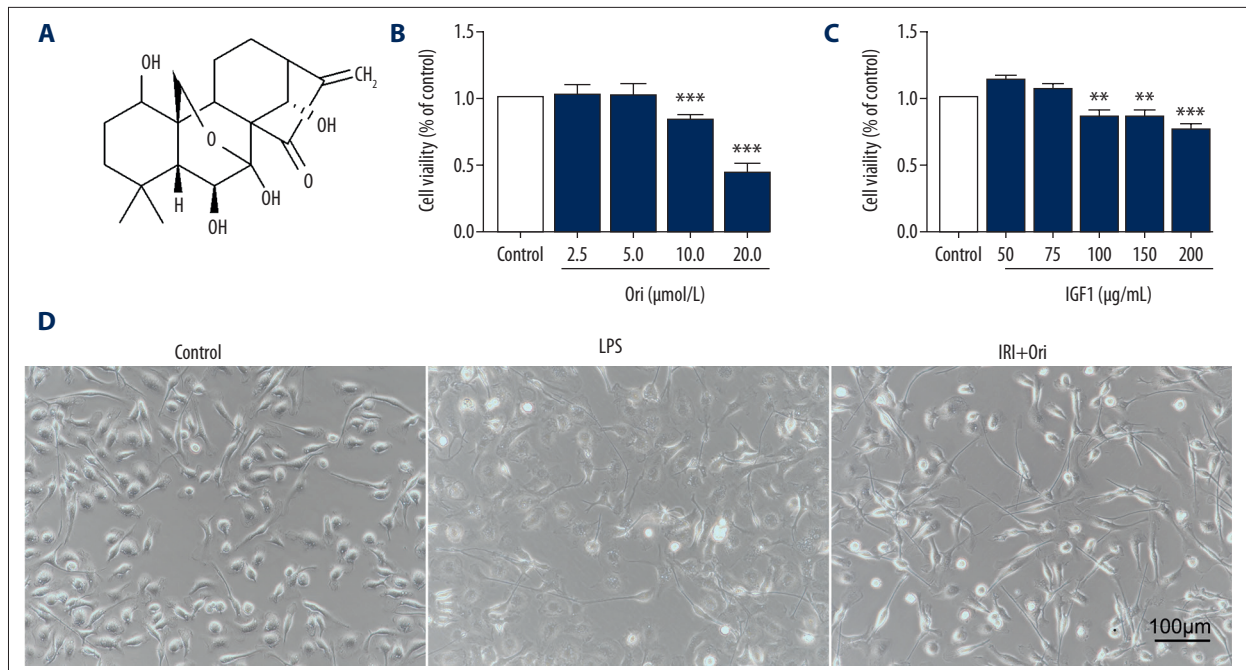 A
OH
CH2
O
OH
O
H
OH
OH
B
1.5
1.0
0.5
0.0
Cell viaility (% of control)
***
***
Control 2.5 5.0 10.0 20.0
Ori (μmol/L)
C
1.5
1.0
0.5
0.0
Cell viaility (% of control)
** ** ***
Control 50 75 100 150 200
IGF1 (μg/mL)
D
Control LPS IRI+Ori
100μm